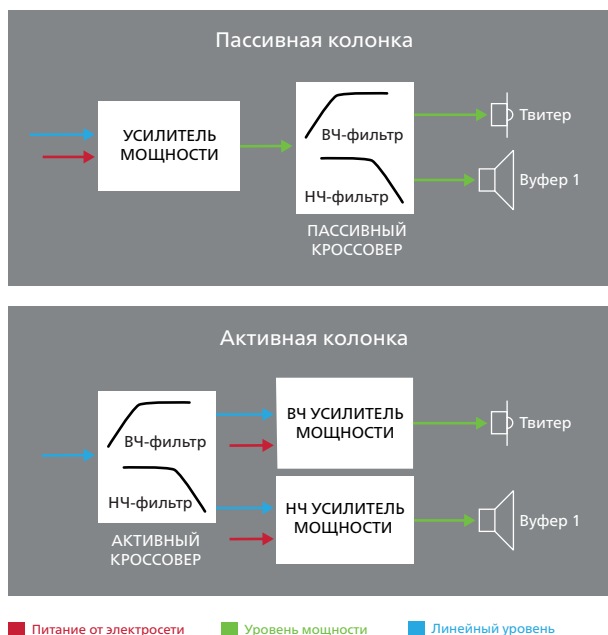 Пассивная колонка
УСИЛИТЕЛЬ
МОЩНОСТИ
ВЧ-фильтр
НЧ-фильтр
ПАССИВНЫЙ
КРОССОВЕР
Твитер
Вуфер 1
Активная колонка
ВЧ-фильтр
НЧ-фильтр
АКТИВНЫЙ
КРОССОВЕР
ВЧ УСИЛИТЕЛЬ
МОЩНОСТИ
НЧ УСИЛИТЕЛЬ
МОЩНОСТИ
Твитер
Вуфер 1
Питание от электросети
Уровень мощности
Линейный уровень